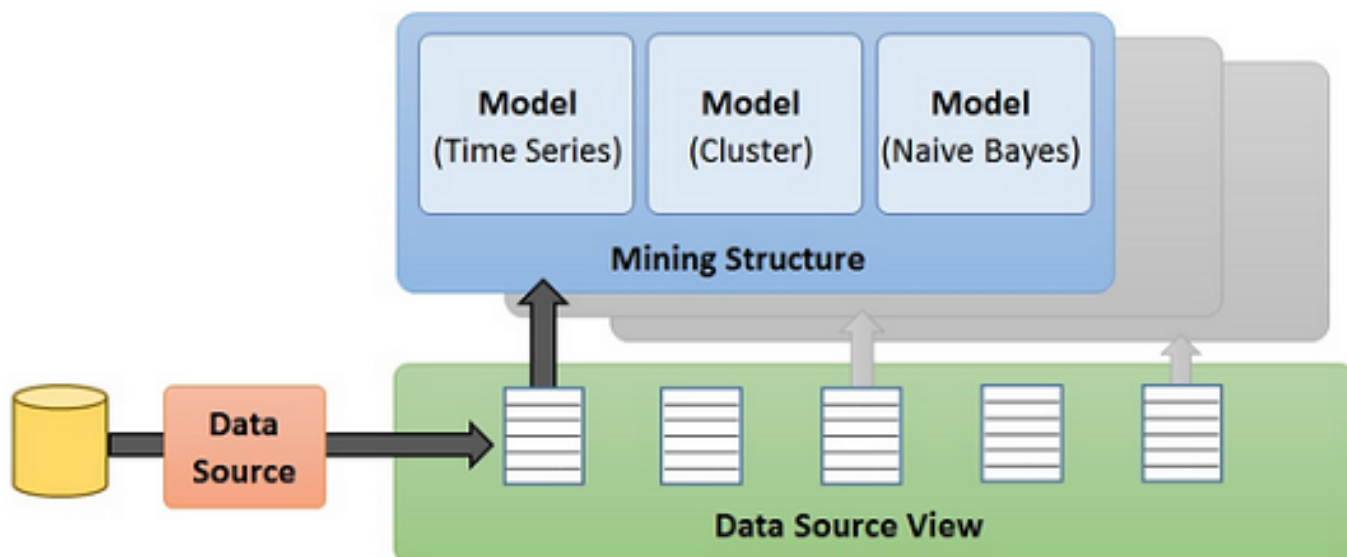 Model
(Time Series)
Model
(Cluster)
Model
(Naive Bayes)
Mining Structure
Data
Source
Data Source View